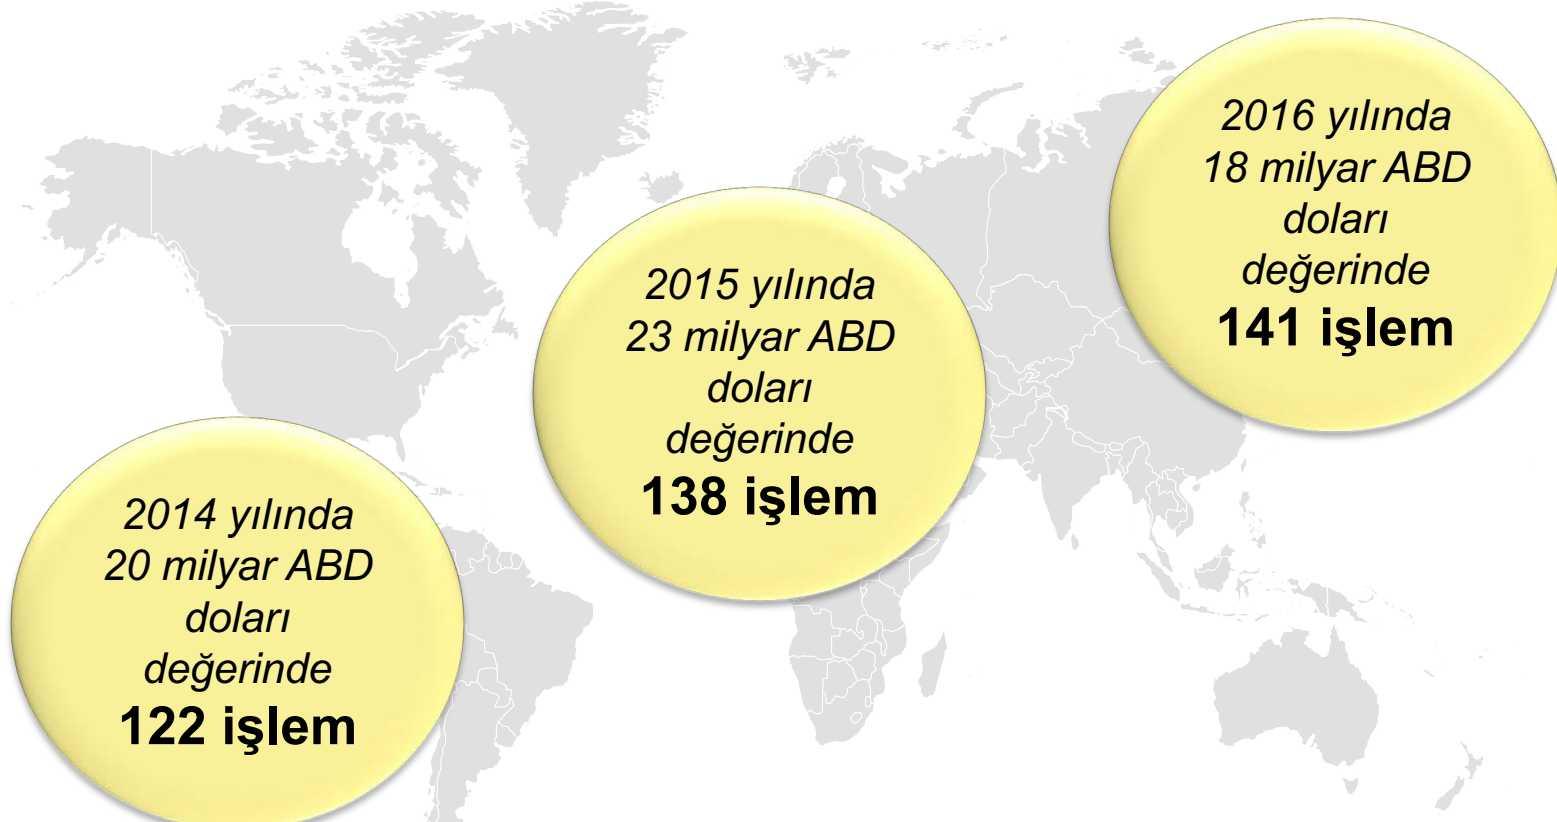 2014 yılında
20 milyar ABD
doları
değerinde
122 işlem
2015 yılında
23 milyar ABD
doları
değerinde
138 işlem
2016 yılında
18 milyar ABD
doları
değerinde
141 işlem